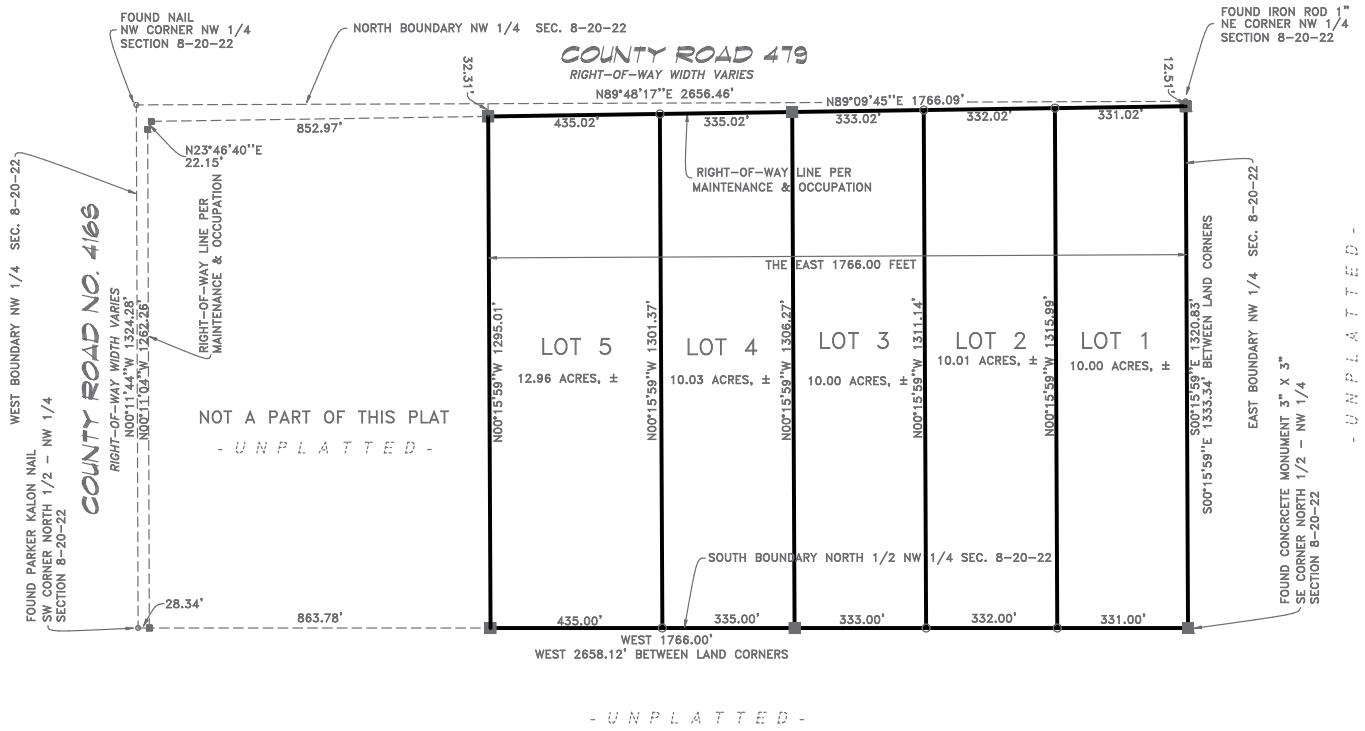 FOUND NAIL
NW CORNER NW 1/4
SECTION 8-20-22
NORTH BOUNDARY NW 1/4 SEC. 8-20-22
COUNTY ROAD 479
RIGHT-OF-WAY WIDTH VARIES
FOUND IRON ROD 1"
NE CORNER NW 1/4
SECTION 8-20-22
32.31'
12.51'
N89°48'17"E 2656.46'
N89°09'45"E 1766.09'
852.97'
435.02'
335.02'
333.02'
332.02'
331.02'
N23°46'40"E
22.15'
RIGHT-OF-WAY LINE PER
MAINTENANCE & OCCUPATION
RIGHT-OF-WAY LINE PER
MAINTENANCE & OCCUPATION
WEST BOUNDARY NW 1/4 SEC. 8-20-22
COUNTY ROAD NO. 416S
RIGHT-OF-WAY WIDTH VARIES
N00°11'44"W 1324.28'
N00°11'04"W 1262.26'
THE EAST 1766.00 FEET
N00°15'59"W 1295.01'
N00°15'59"W 1301.37'
N00°15'59"W 1306.27'
N00°15'59"W 1311.14'
N00°15'59"W 1315.99'
S00°15'59"E 1320.83'
S00°15'59"E 1333.34' BETWEEN LAND CORNERS
EAST BOUNDARY NW 1/4 SEC. 8-20-22
-UNPLATTED-
LOT 5
12.96 ACRES, ±
LOT 4
10.03 ACRES, ±
LOT 3
10.00 ACRES, ±
LOT 2
10.01 ACRES, ±
LOT 1
10.00 ACRES, ±
NOT A PART OF THIS PLAT
-UNPLATTED-
FOUND PARKER KALON NAIL
SW CORNER NORTH 1/2 - NW 1/4
SECTION 8-20-22
FOUND CONCRETE MONUMENT 3" X 3"
SE CORNER NORTH 1/2 - NW 1/4
SECTION 8-20-22
SOUTH BOUNDARY NORTH 1/2 NW 1/4 SEC. 8-20-22
28.34'
863.78'
435.00'
335.00'
333.00'
332.00'
331.00'
WEST 1766.00'
WEST 2658.12' BETWEEN LAND CORNERS
-UNPLATTED-